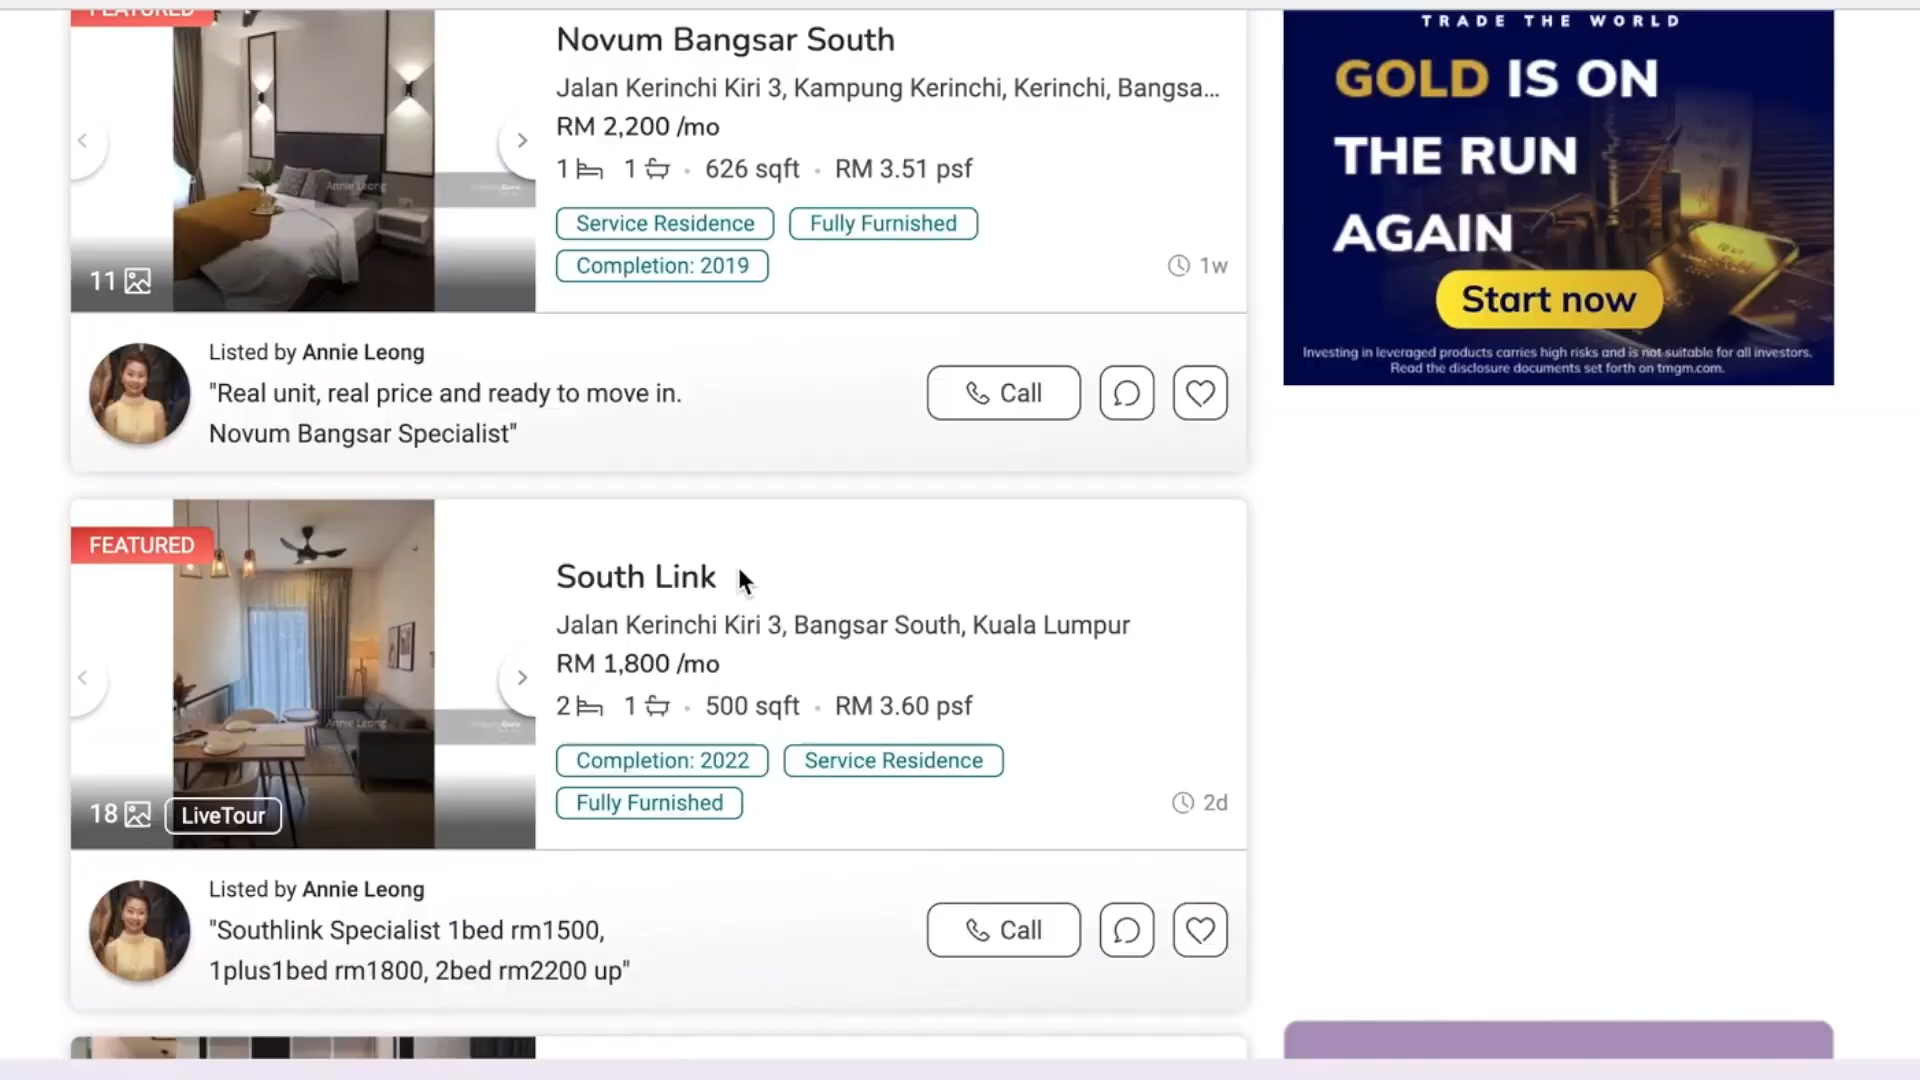 FEATURED
Novum Bangsar South
Jalan Kerinchi Kiri 3, Kampung Kerinchi, Kerinchi, Bangsa...
RM 2,200 /mo
1 1 • 626 sqft • RM 3.51 psf
Service Residence Fully Furnished
Completion: 2019
1w
Annie Leong
11
Listed by Annie Leong
"Real unit, real price and ready to move in.
Novum Bangsar Specialist"
Call
FEATURED
South Link
Jalan Kerinchi Kiri 3, Bangsar South, Kuala Lumpur
RM 1,800 /mo
2 1 • 500 sqft • RM 3.60 psf
Completion: 2022 Service Residence
Fully Furnished
2d
Annie Leong
18 LiveTour
Listed by Annie Leong
"Southlink Specialist 1bed rm1500,
1plus1bed rm1800, 2bed rm2200 up"
Call
TRADE THE WORLD
GOLD IS ON
THE RUN
AGAIN
Start now
Investing in leveraged products carries high risks and is not suitable for all investors.
Read the disclosure documents set forth on tmgm.com.